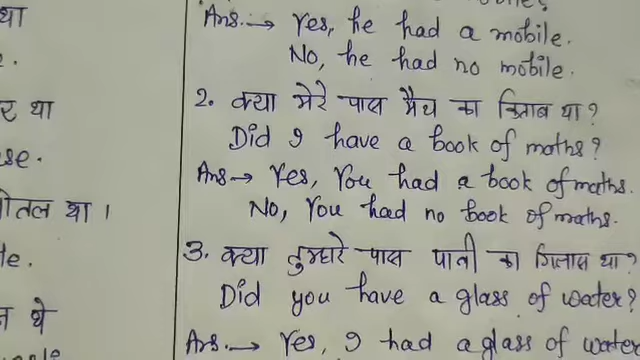 था
Ans.→ Yes, he had a mobile.
No, he had no mobile.
2. क्या मेरे पास मैथ का किताब था?
था
Did I have a book of maths?
Ans→ Yes, You had a book of maths.
No, You had no book of maths.
था।
3. क्या तुम्हारे पास पानी का गिलास था?
Did you have a glass of water?
थे
Ans.→ Yes, I had a glass of water